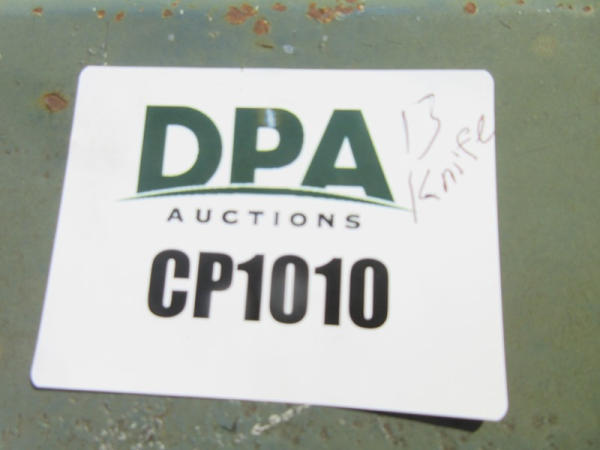 DPA
AUCTIONS
CP1010
13
Knife